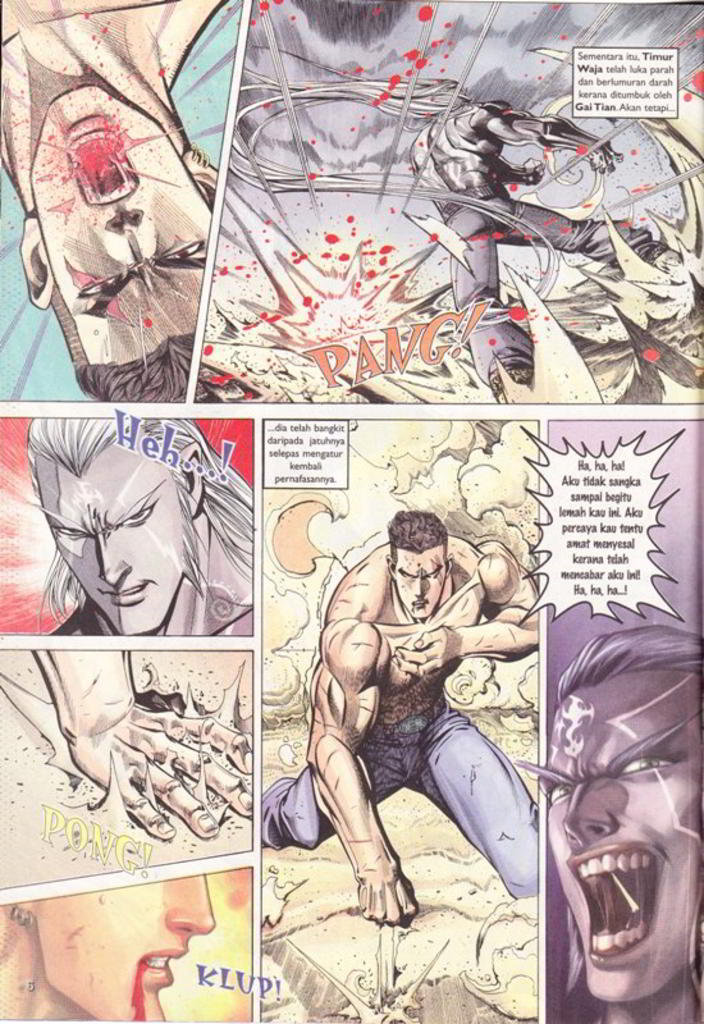 Sementara itu, Timur
Waja telah luka parah
dan berlumuran darah
kerana ditumbuk oleh
Gai Tian. Akan tetapi...
PANG!
Heh....!
...dia telah bangkit
daripada jatuhnya
selepas mengatur
kembali
pernafasannya.
Ha, ha, ha!
Aku tidak sangka
sampai begitu
lemah kau ini. Aku
percaya kau tentu
amat menyesal
kerana telah
mencabar aku ini!
Ha, ha...!
PONG!
KLUP!
5